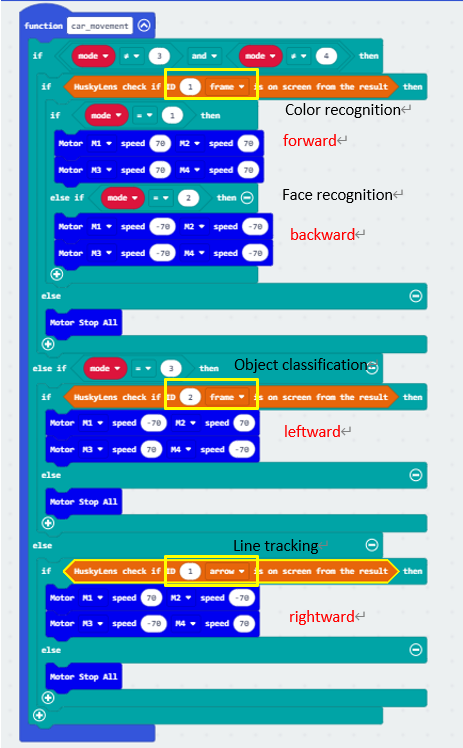 function car_movement
if mode ▾ ≠ ▾ 3 and ▾ mode ▾ ≠ ▾ 4 then
if HuskyLens check if ID 1 frame ▾ is on screen from the result then
Color recognition
if mode ▾ = ▾ 1 then
Motor M1 ▾ speed 70 M2 ▾ speed 70
forward
Motor M3 ▾ speed 70 M4 ▾ speed 70
else if mode ▾ = ▾ 2 then
Face recognition
Motor M1 ▾ speed -70 M2 ▾ speed -70
backward
Motor M3 ▾ speed -70 M4 ▾ speed -70
else
Motor Stop All
else if mode ▾ = ▾ 3 then
Object classification
if HuskyLens check if ID 2 frame ▾ is on screen from the result then
Motor M1 ▾ speed -70 M2 ▾ speed 70
leftward
Motor M3 ▾ speed 70 M4 ▾ speed -70
else
Motor Stop All
else
Line tracking
if HuskyLens check if ID 1 arrow ▾ is on screen from the result then
Motor M1 ▾ speed 70 M2 ▾ speed -70
rightward
Motor M3 ▾ speed -70 M4 ▾ speed 70
else
Motor Stop All